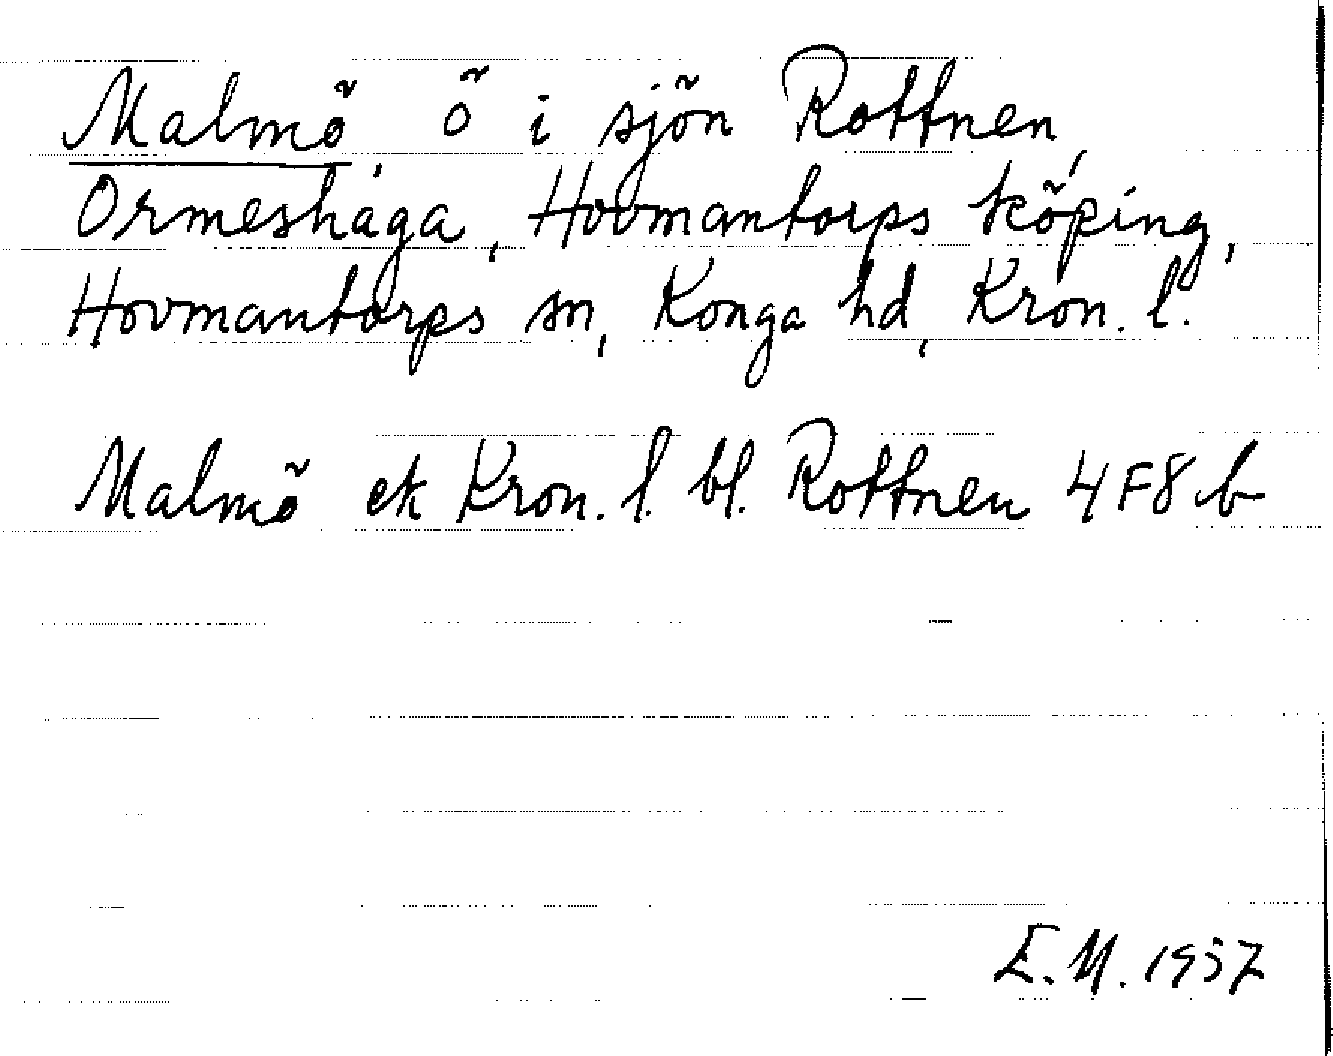 Malmö, ö i sjön Rottnen,
Ormeshaga, Hovmantorps köping,
Hovmantorps sn, Konga hd, Kron. l.
Malmö ek Kron. l. bl. Rottnen 4F8b
E.M. 1957